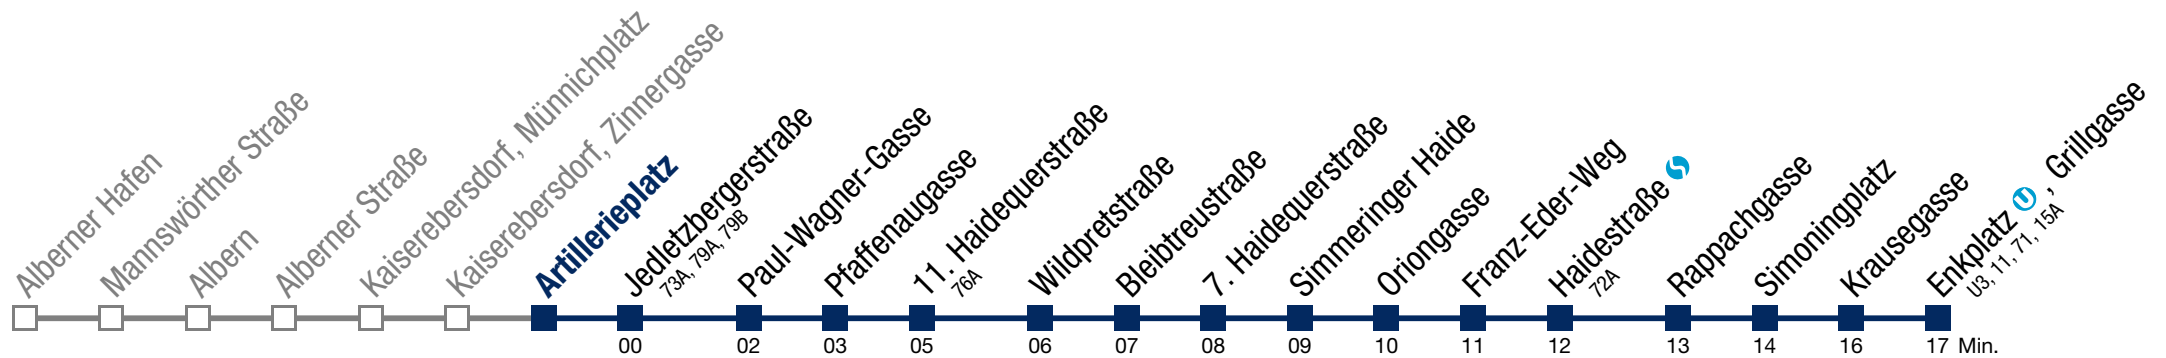 Alberner Hafen
Mannswörther Straße
Albern
Alberner Straße
Kaiserebersdorf, Münnichplatz
Kaiserebersdorf, Zinnergasse
Artillerieplatz
Jedletzbergerstraße
73A, 79A, 79B
Paul-Wagner-Gasse
Pfaffenaugasse
11. Haidequerstraße
76A
Wildpretstraße
Bleibtreustraße
7. Haidequerstraße
Simmeringer Haide
Oriongasse
Franz-Eder-Weg
Haidestraße S
72A
Rappachgasse
Simoningplatz
Krausegasse
Enkplatz U, Grillgasse
U3, 11, 71, 15A
00 02 03 05 06 07 08 09 10 11 12 13 14 16 17 Min.